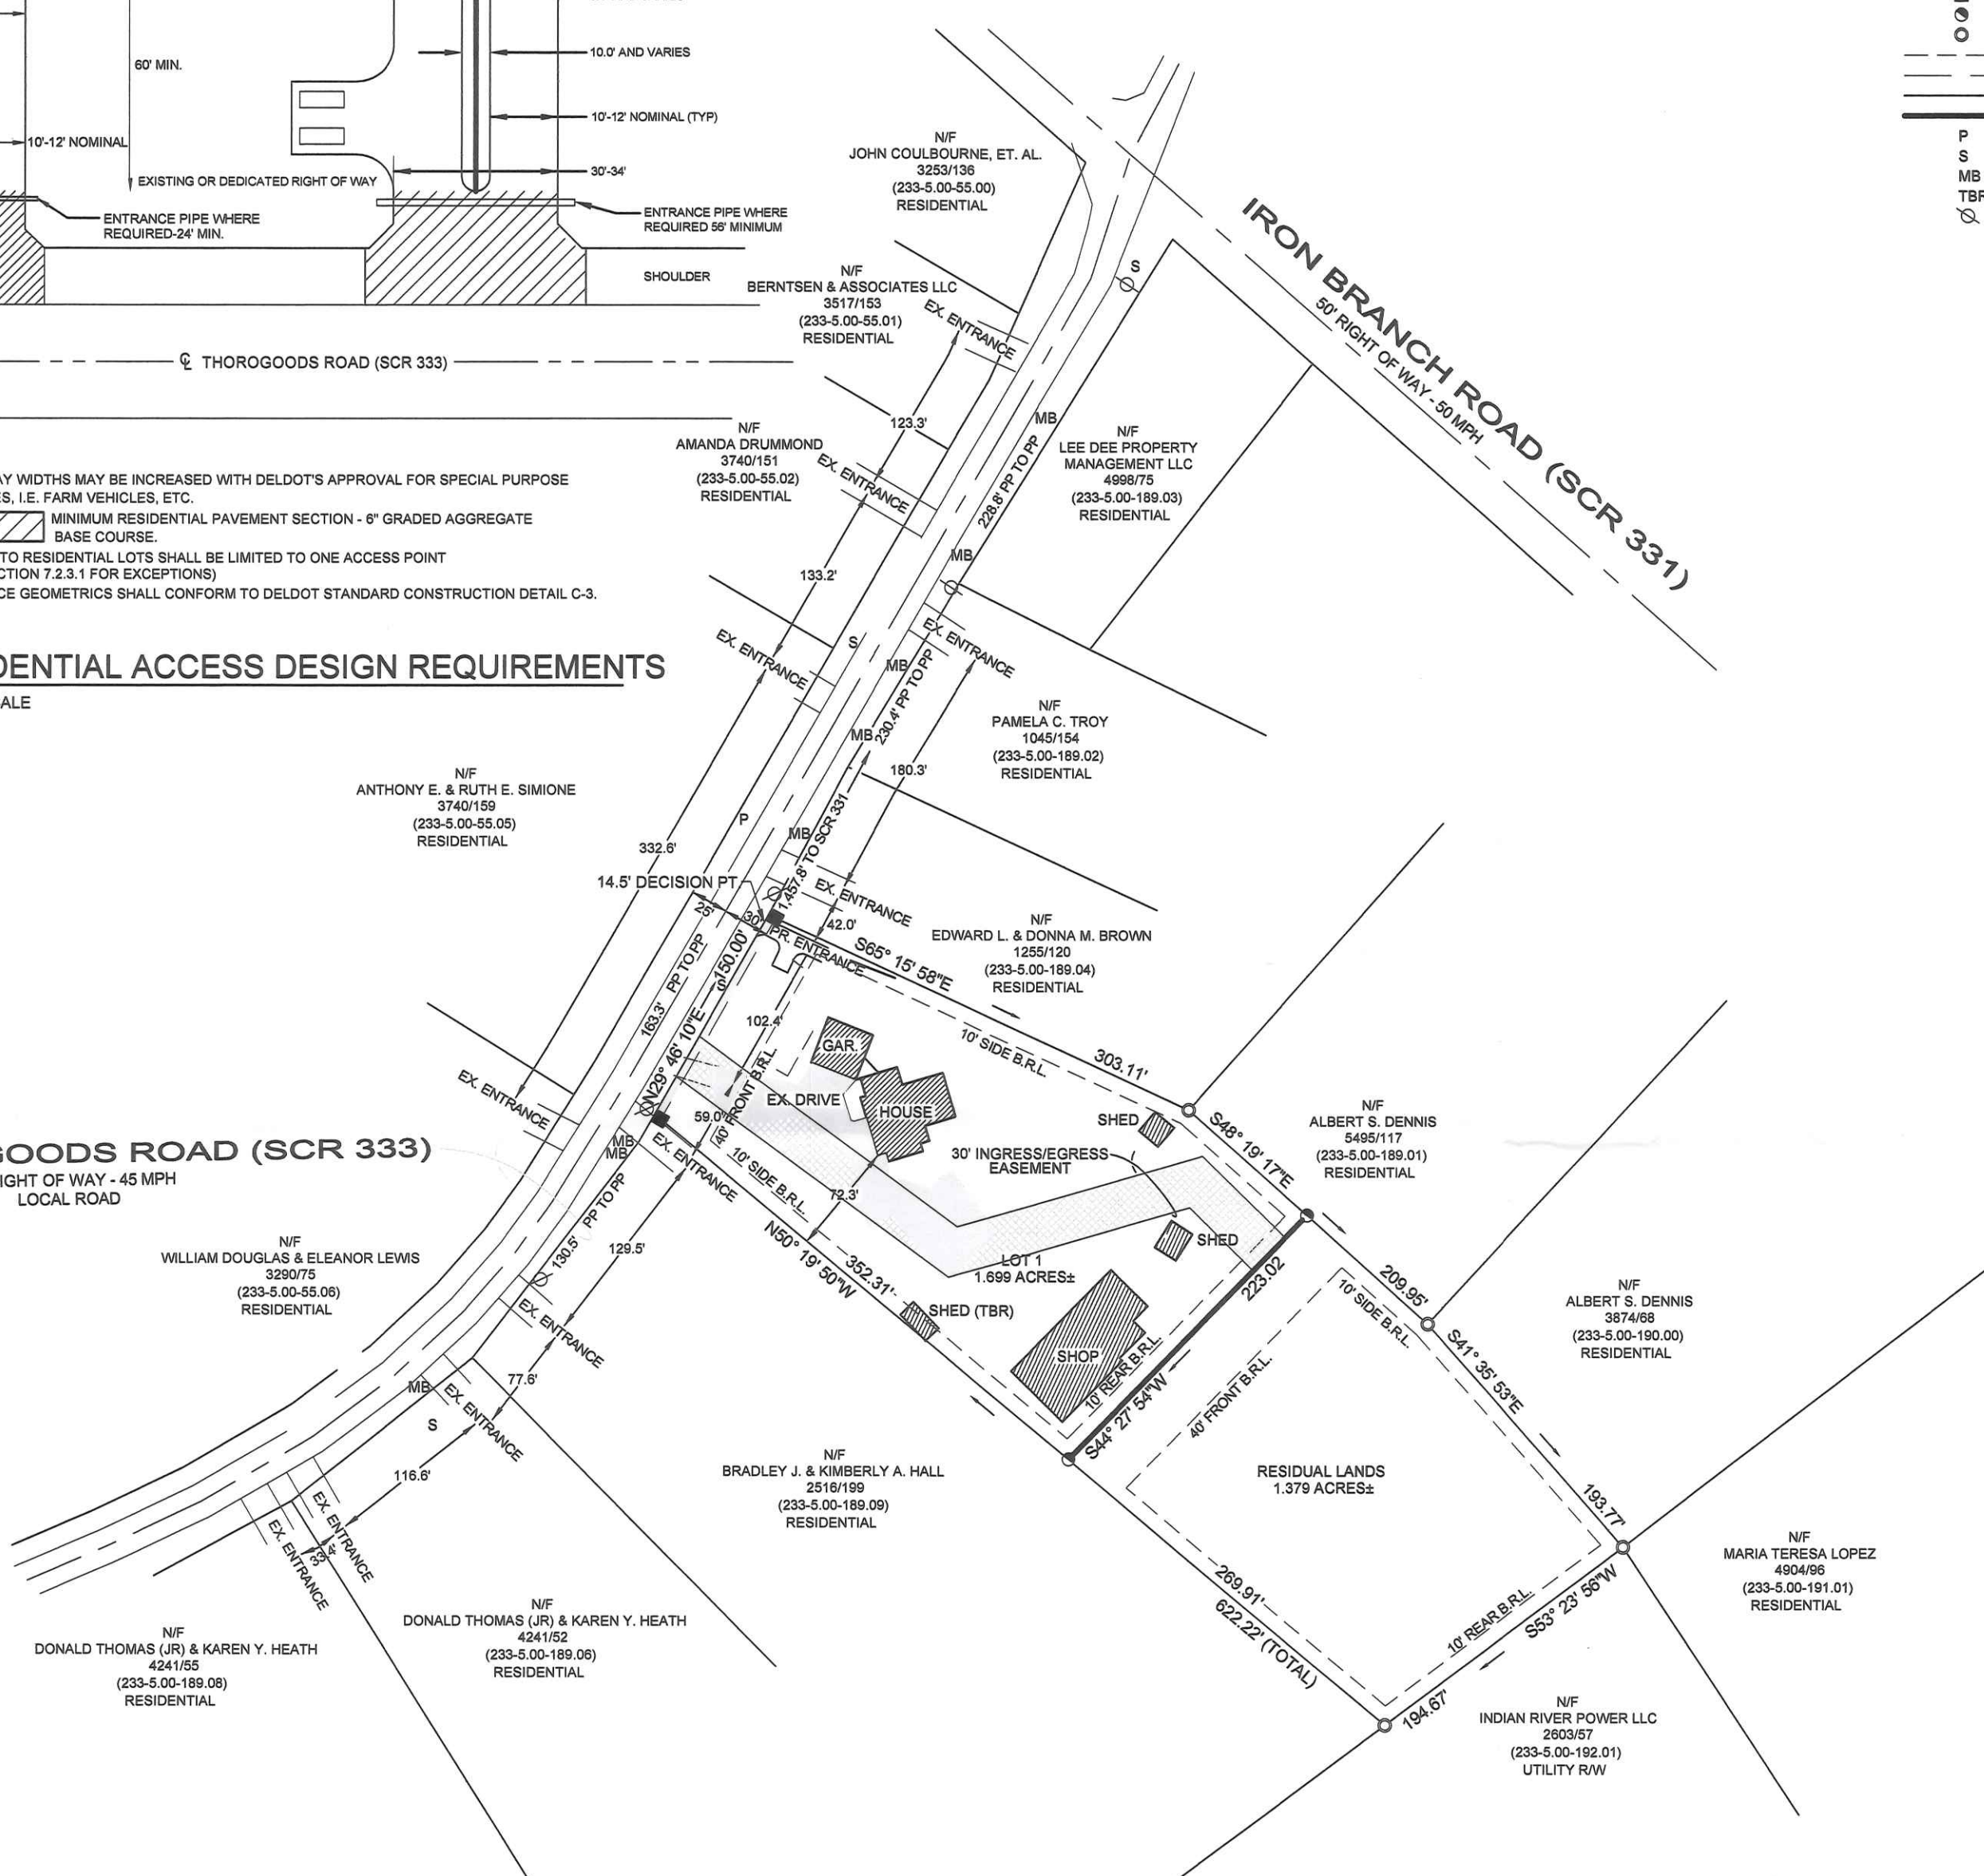 60' MIN.
10'-12' NOMINAL
EXISTING OR DEDICATED RIGHT OF WAY
ENTRANCE PIPE WHERE
REQUIRED-24' MIN.
10.0' AND VARIES
10'-12' NOMINAL (TYP)
30'-34'
ENTRANCE PIPE WHERE
REQUIRED 56' MINIMUM
SHOULDER
℄ THOROGOODS ROAD (SCR 333)
AY WIDTHS MAY BE INCREASED WITH DELDOT'S APPROVAL FOR SPECIAL PURPOSE
ES, I.E. FARM VEHICLES, ETC.
MINIMUM RESIDENTIAL PAVEMENT SECTION - 6" GRADED AGGREGATE
BASE COURSE.
TO RESIDENTIAL LOTS SHALL BE LIMITED TO ONE ACCESS POINT
CTION 7.2.3.1 FOR EXCEPTIONS)
CE GEOMETRICS SHALL CONFORM TO DELDOT STANDARD CONSTRUCTION DETAIL C-3.
DENTIAL ACCESS DESIGN REQUIREMENTS
ALE
P
S
MB
TBR
N/F
JOHN COULBOURNE, ET. AL.
3253/136
(233-5.00-55.00)
RESIDENTIAL
N/F
BERNTSEN & ASSOCIATES LLC
3517/153
(233-5.00-55.01)
RESIDENTIAL
EX. ENTRANCE
S
IRON BRANCH ROAD (SCR 331)
50' RIGHT OF WAY - 50 MPH
123.3'
N/F
AMANDA DRUMMOND
3740/151
(233-5.00-55.02)
RESIDENTIAL
EX. ENTRANCE
MB
228.8' PP TO PP
MB
N/F
LEE DEE PROPERTY
MANAGEMENT LLC
4998/75
(233-5.00-189.03)
RESIDENTIAL
133.2'
EX. ENTRANCE
S
EX. ENTRANCE
MB
230.4' PP TO PP
MB
180.3'
N/F
PAMELA C. TROY
1045/154
(233-5.00-189.02)
RESIDENTIAL
N/F
ANTHONY E. & RUTH E. SIMIONE
3740/159
(233-5.00-55.05)
RESIDENTIAL
332.6'
P
MB
1,457.8' TO SCR 331
14.5' DECISION PT.
EX. ENTRANCE
25'
30'
42.0'
PR. ENTRANCE
S65° 15' 58"E
303.11'
N/F
EDWARD L. & DONNA M. BROWN
1255/120
(233-5.00-189.04)
RESIDENTIAL
163.3' PP TO PP
N29° 46' 10"E
150.00'
S
102.4'
40' FRONT B.R.L.
10' SIDE B.R.L.
GAR.
HOUSE
EX. DRIVE
59.0'
EX. ENTRANCE
MB
MB
EX. ENTRANCE
10' SIDE B.R.L.
72.3'
SHED
30' INGRESS/EGRESS
EASEMENT
S48° 19' 17"E
N/F
ALBERT S. DENNIS
5495/117
(233-5.00-189.01)
RESIDENTIAL
GOODS ROAD (SCR 333)
IGHT OF WAY - 45 MPH
LOCAL ROAD
N/F
WILLIAM DOUGLAS & ELEANOR LEWIS
3290/75
(233-5.00-55.06)
RESIDENTIAL
130.5' PP TO PP
129.5'
N50° 19' 50"W
352.31'
LOT 1
1.699 ACRES±
SHED
SHED (TBR)
SHOP
10' REAR B.R.L.
223.02
S44° 27' 54"W
209.95'
10' SIDE B.R.L.
40' FRONT B.R.L.
S41° 35' 53"E
193.77'
N/F
ALBERT S. DENNIS
3874/68
(233-5.00-190.00)
RESIDENTIAL
EX. ENTRANCE
77.6'
MB
EX. ENTRANCE
S
116.6'
EX. ENTRANCE
33.4'
EX. ENTRANCE
N/F
BRADLEY J. & KIMBERLY A. HALL
2516/199
(233-5.00-189.09)
RESIDENTIAL
RESIDUAL LANDS
1.379 ACRES±
269.91'
622.22' (TOTAL)
10' REAR B.R.L.
S53° 23' 56"W
194.67'
N/F
MARIA TERESA LOPEZ
4904/96
(233-5.00-191.01)
RESIDENTIAL
N/F
DONALD THOMAS (JR) & KAREN Y. HEATH
4241/52
(233-5.00-189.06)
RESIDENTIAL
N/F
DONALD THOMAS (JR) & KAREN Y. HEATH
4241/55
(233-5.00-189.08)
RESIDENTIAL
N/F
INDIAN RIVER POWER LLC
2603/57
(233-5.00-192.01)
UTILITY R/W